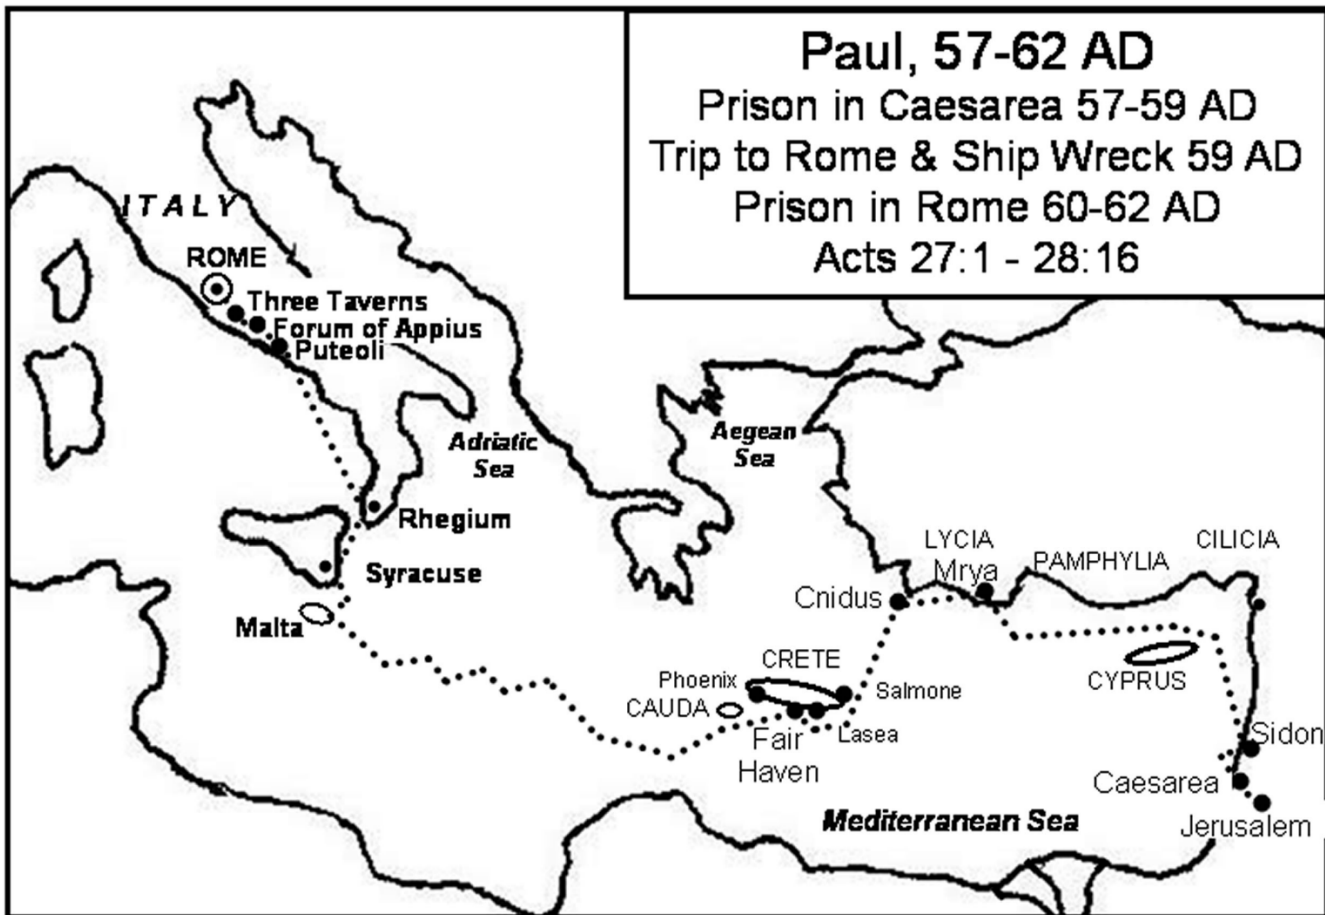 Paul, 57-62 AD
Prison in Caesarea 57-59 AD
Trip to Rome & Ship Wreck 59 AD
Prison in Rome 60-62 AD
Acts 27:1 - 28:16
ITALY
ROME
Three Taverns
Forum of Appius
Puteoli
Adriatic
Sea
Aegean
Sea
Rhegium
Syracuse
Malta
LYCIA
Mrya
PAMPHYLIA
CILICIA
Cnidus
CRETE
Phoenix
Salmone
CAUDA
CYPRUS
Lasea
Fair
Haven
Sidon
Caesarea
Jerusalem
Mediterranean Sea